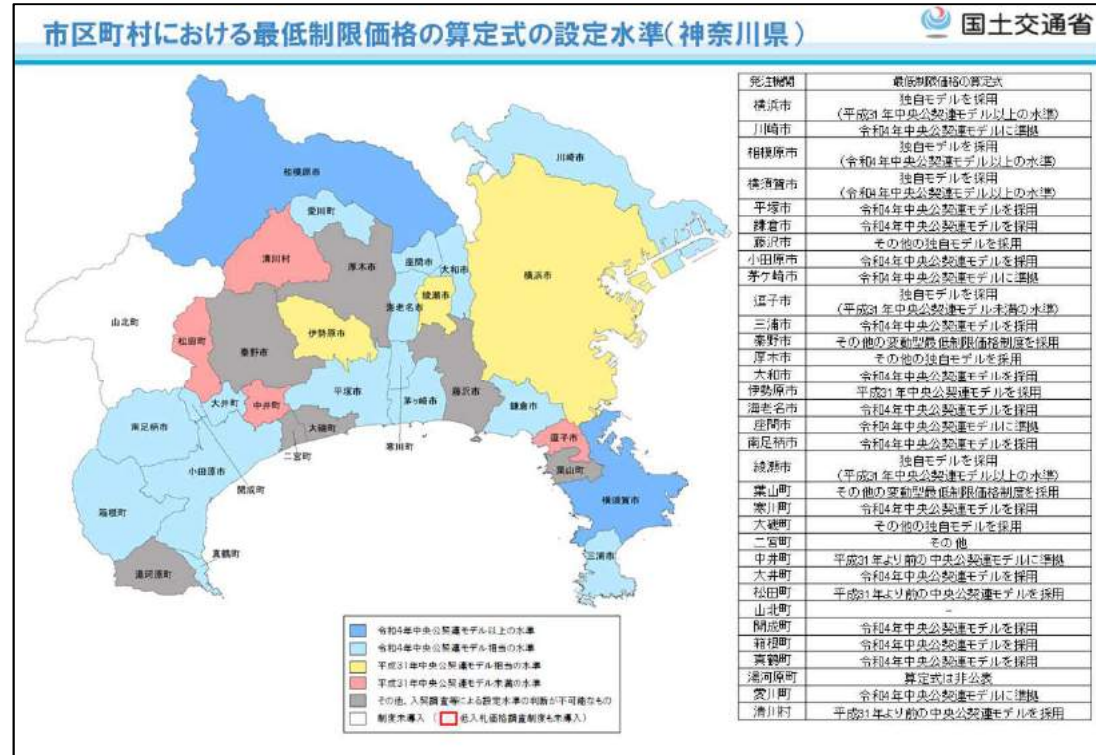 市区町村における最低制限価格の算定式の設定水準(神奈川県)
国土交通省
相模原市
川崎市
愛川町
清川村
厚木市
座間市
大和市
横浜市
綾瀬市
海老名市
山北町
伊勢原市
松田町
秦野市
平塚市
茅ヶ崎市
藤沢市
鎌倉市
大井町
中井町
大磯町
南足柄市
二宮町
寒川町
逗子市
葉山町
小田原市
開成町
横須賀市
箱根町
真鶴町
三浦市
湯河原町
令和4年中央公契連モデル以上の水準
令和4年中央公契連モデル相当の水準
平成31年中央公契連モデル相当の水準
平成31年中央公契連モデル未満の水準
その他、入契調査等による設定水準の判断が不可能なもの
制度未導入 ( 低入札価格調査制度も未導入)
発注機関 最低制限価格の算定式
横浜市 独自モデルを採用
(平成31年中央公契連モデル以上の水準)
川崎市 令和4年中央公契連モデルに準拠
相模原市 独自モデルを採用
(令和4年中央公契連モデル以上の水準)
横須賀市 独自モデルを採用
(令和4年中央公契連モデル以上の水準)
平塚市 令和4年中央公契連モデルを採用
鎌倉市 令和4年中央公契連モデルを採用
藤沢市 その他の独自モデルを採用
小田原市 令和4年中央公契連モデルを採用
茅ケ崎市 令和4年中央公契連モデルに準拠
逗子市 独自モデルを採用
(平成31年中央公契連モデル未満の水準)
三浦市 令和4年中央公契連モデルを採用
秦野市 その他の変動型最低制限価格制度を採用
厚木市 その他の独自モデルを採用
大和市 令和4年中央公契連モデルを採用
伊勢原市 平成31年中央公契連モデルを採用
海老名市 令和4年中央公契連モデルを採用
座間市 令和4年中央公契連モデルに準拠
南足柄市 令和4年中央公契連モデルを採用
綾瀬市 独自モデルを採用
(平成31年中央公契連モデル以上の水準)
葉山町 その他の変動型最低制限価格制度を採用
寒川町 令和4年中央公契連モデルを採用
大磯町 その他の独自モデルを採用
二宮町 その他
中井町 平成31年より前の中央公契連モデルに準拠
大井町 令和4年中央公契連モデルを採用
松田町 平成31年より前の中央公契連モデルを採用
山北町 -
開成町 令和4年中央公契連モデルを採用
箱根町 令和4年中央公契連モデルを採用
真鶴町 令和4年中央公契連モデルを採用
湯河原町 算定式は非公表
愛川町 令和4年中央公契連モデルに準拠
清川村 平成31年より前の中央公契連モデルを採用